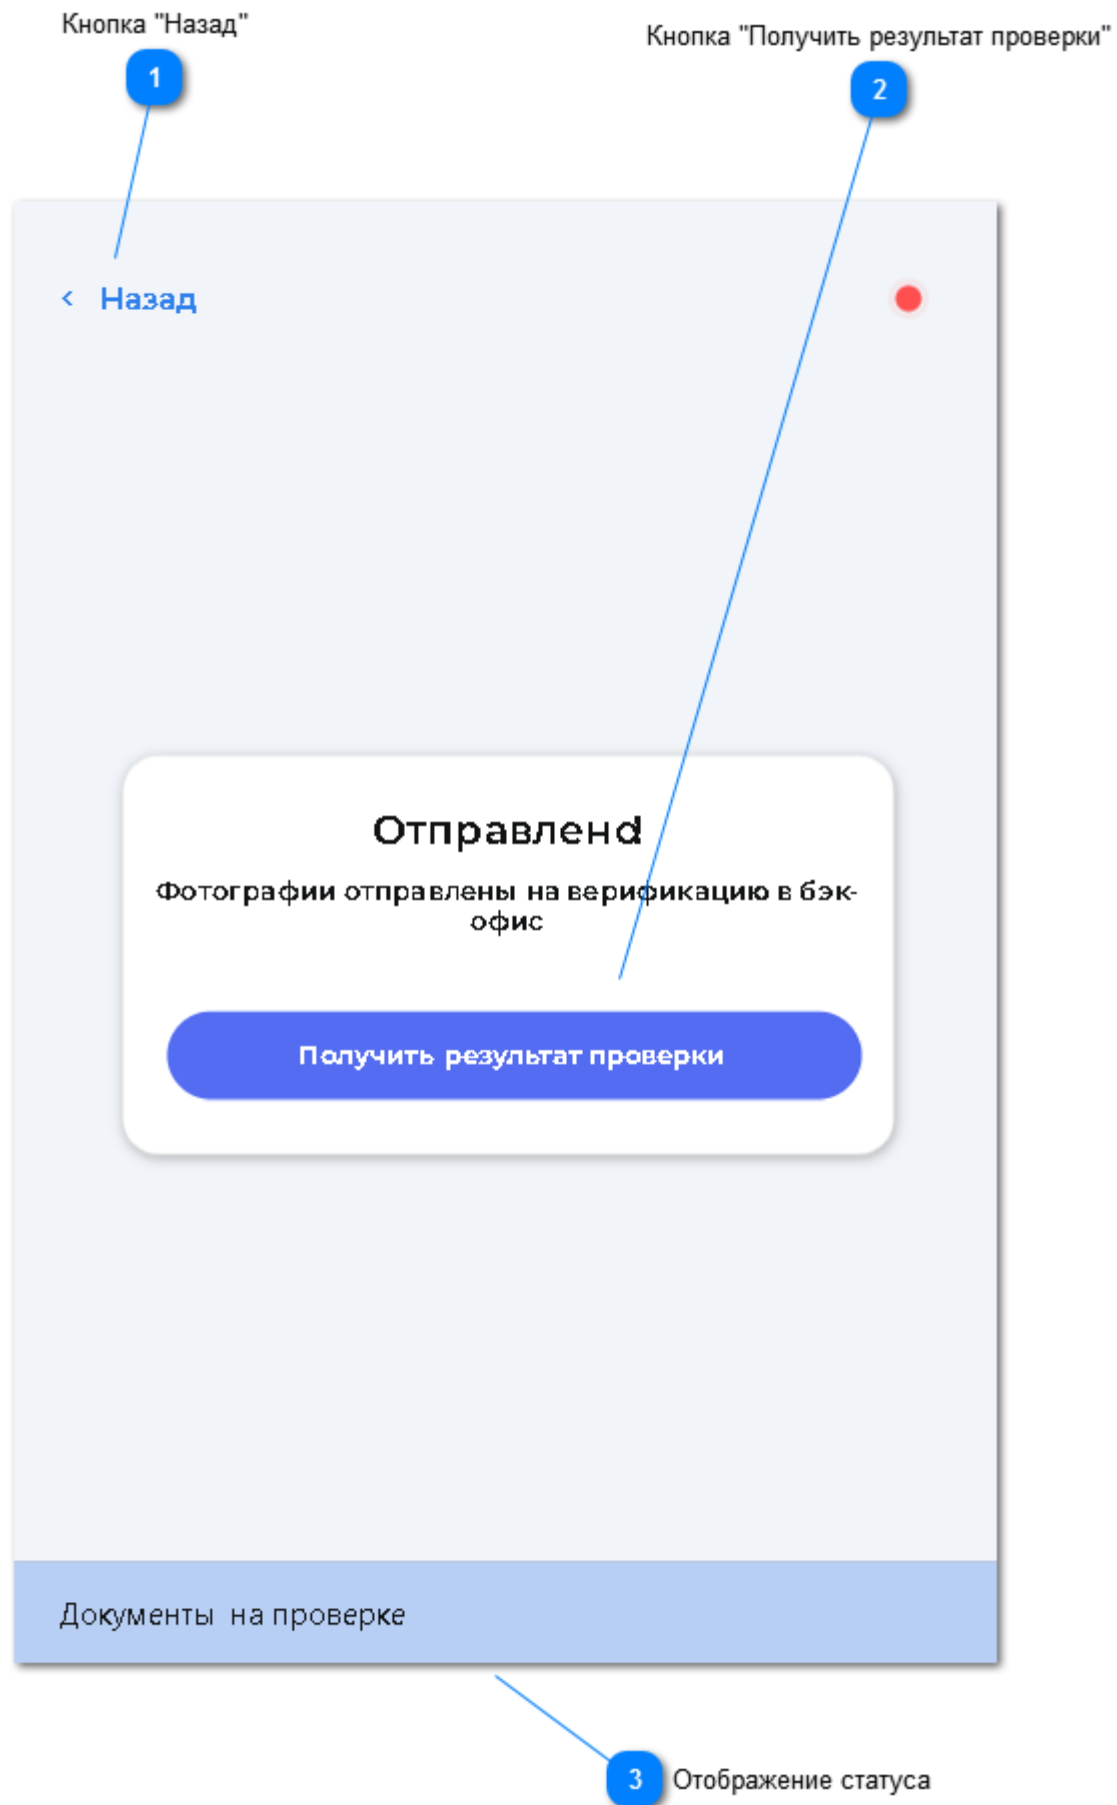 Кнопка "Назад"
Кнопка "Получить результат проверки"
1
2
< Назад
Отправлено
Фотографии отправлены на верификацию в бэк-
офис
Получить результат проверки
Документы на проверке
3 Отображение статуса